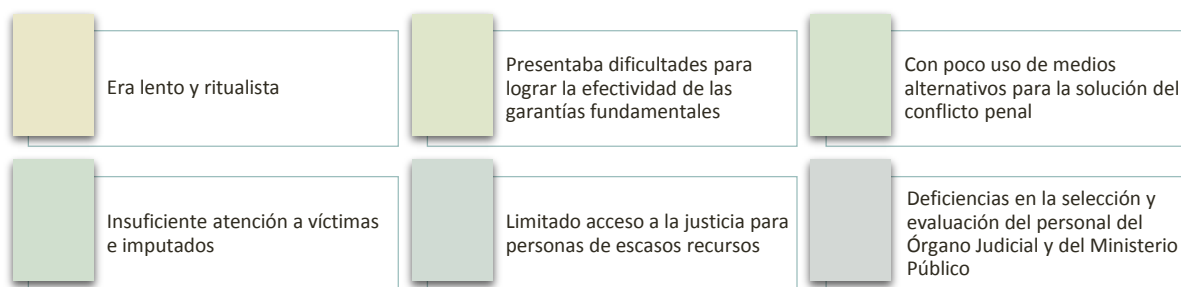 Era lento y ritualista
Presentaba dificultades para
lograr la efectividad de las
garantías fundamentales
Con poco uso de medios
alternativos para la solución del
conflicto penal
Insuficiente atención a víctimas
e imputados
Limitado acceso a la justicia para
personas de escasos recursos
Deficiencias en la selección y
evaluación del personal del
Órgano Judicial y del Ministerio
Público